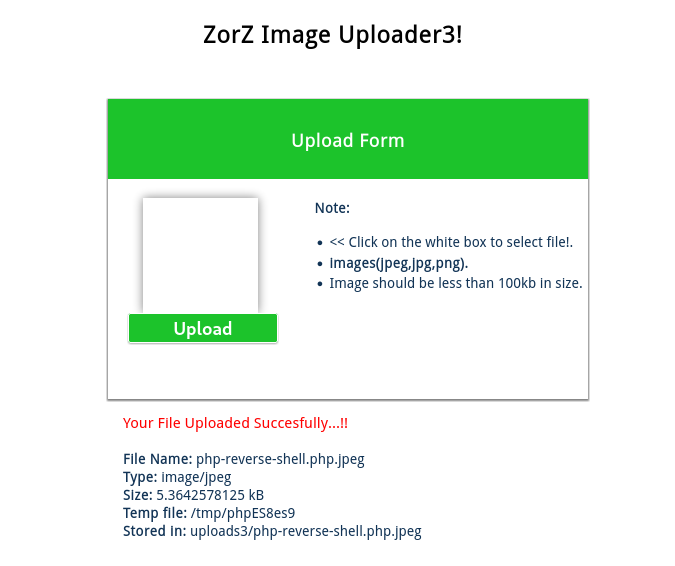 ZorZ Image Uploader3!
Upload Form
Note:
• << Click on the white box to select file!.
• Images(jpeg,jpg,png).
• Image should be less than 100kb in size.
Upload
Your File Uploaded Succesfully...!!
File Name: php-reverse-shell.php.jpeg
Type: image/jpeg
Size: 5.3642578125 kB
Temp file: /tmp/phpES8es9
Stored in: uploads3/php-reverse-shell.php.jpeg